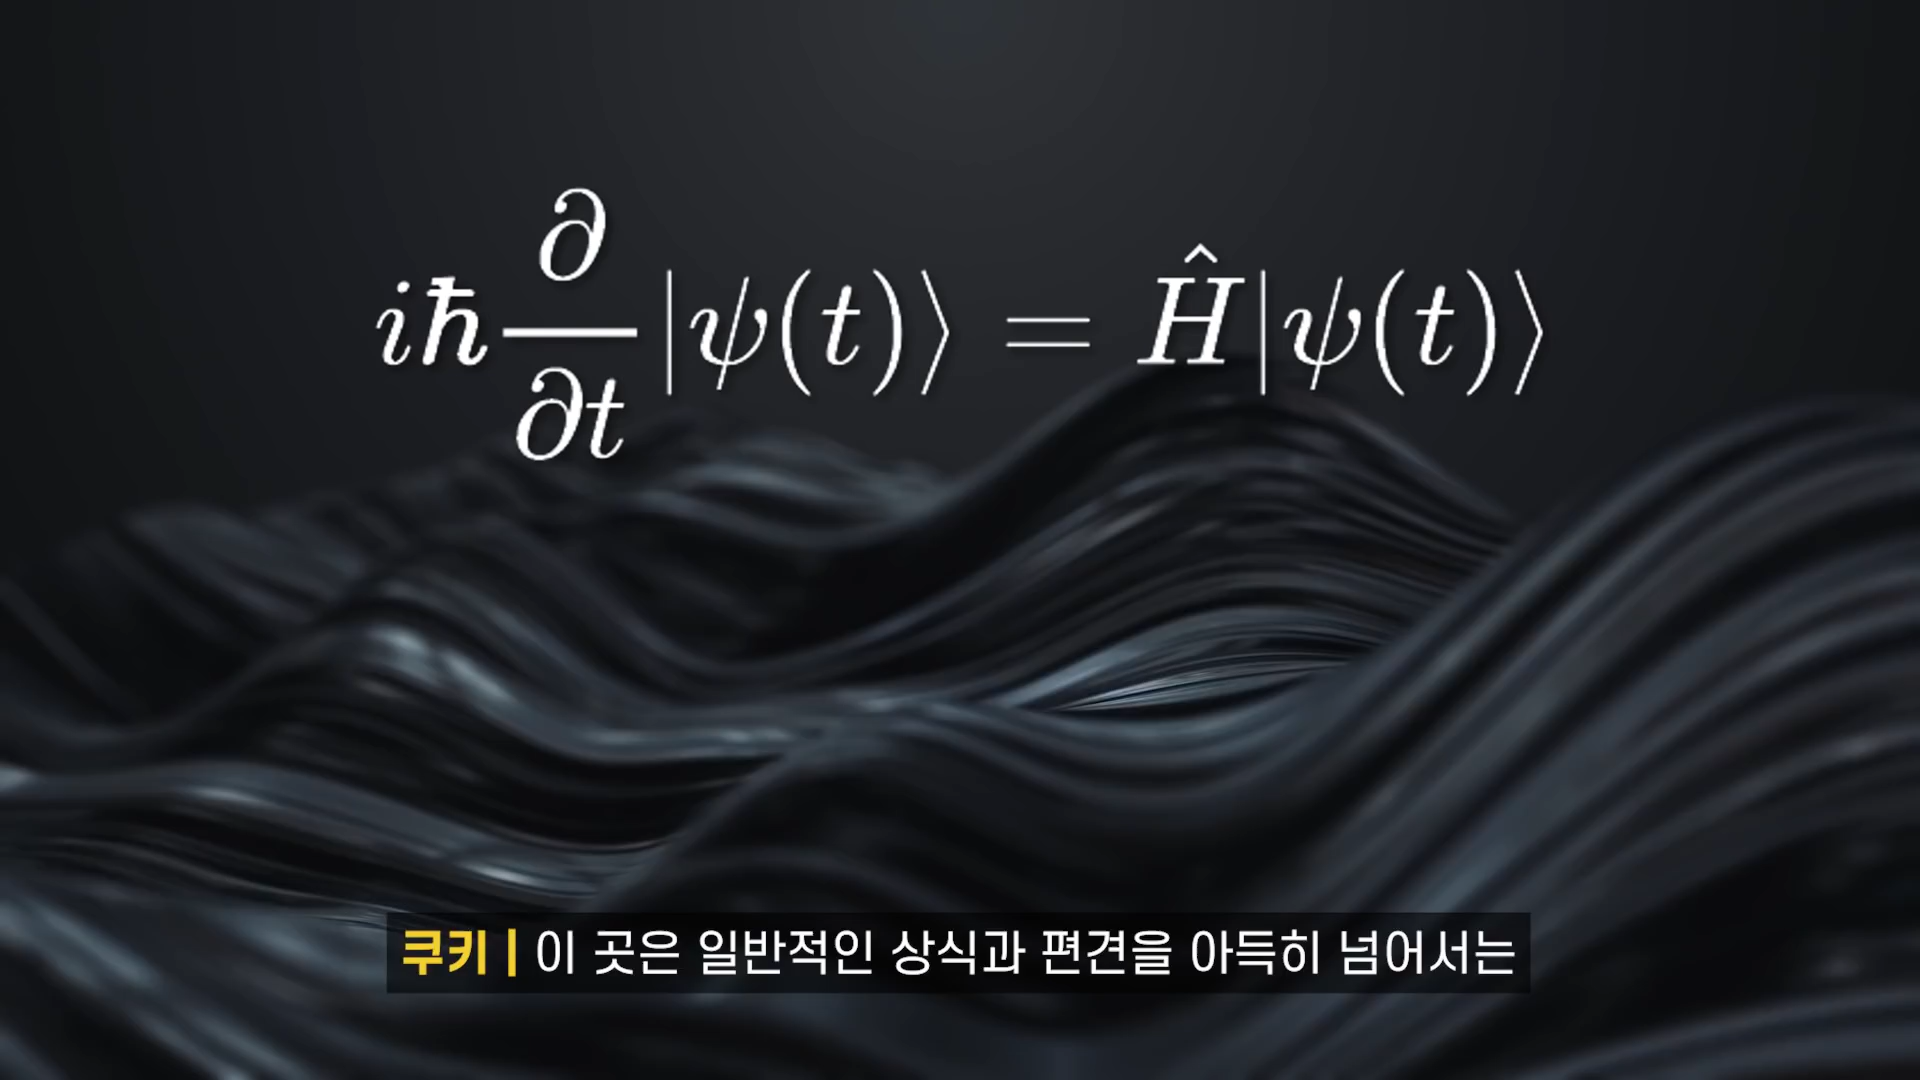 iℏ ∂/∂t |ψ(t)⟩ = Ĥ|ψ(t)⟩
쿠키 | 이 곳은 일반적인 상식과 편견을 아득히 넘어서는